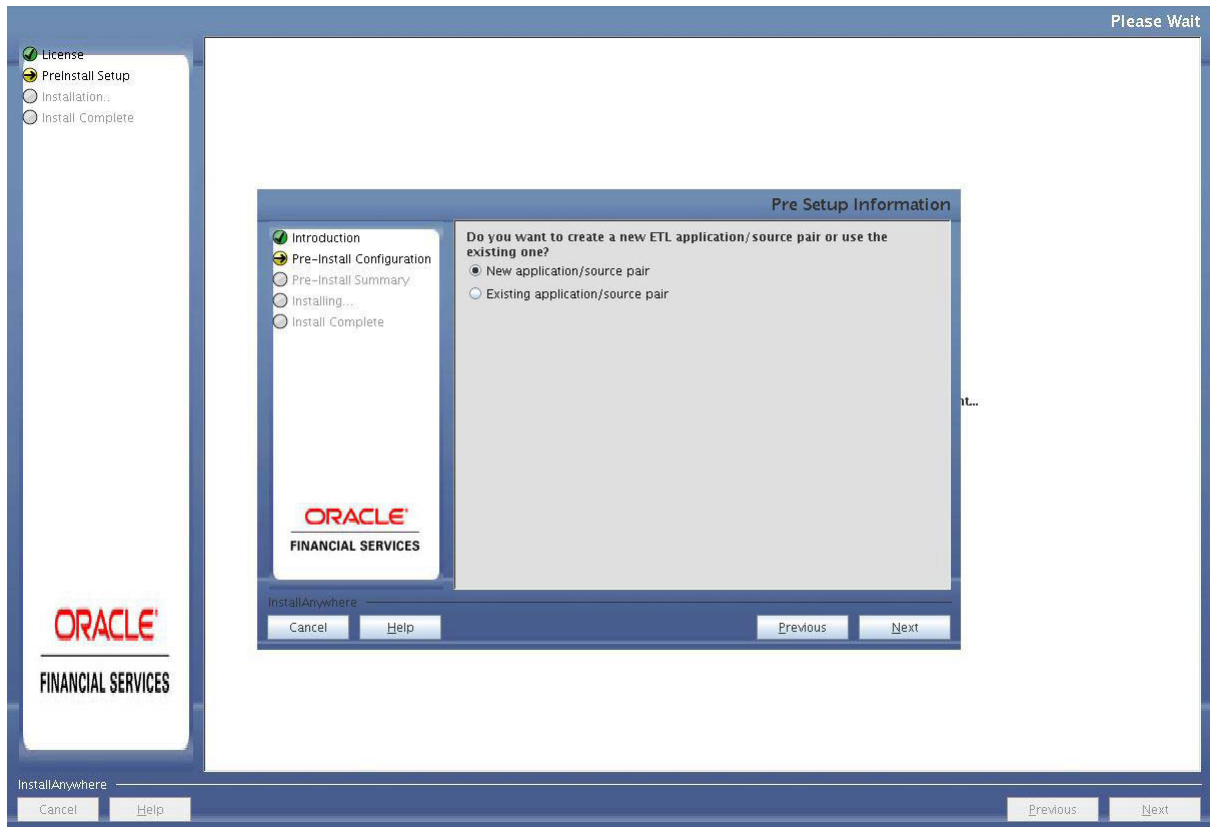 Please Wait
License
PreInstall Setup
Installation..
Install Complete
Pre Setup Information
Introduction
Pre-Install Configuration
Pre-Install Summary
Installing...
Install Complete
Do you want to create a new ETL application/source pair or use the
existing one?
New application/source pair
Existing application/source pair
ORACLE
FINANCIAL SERVICES
InstallAnywhere
Cancel
Help
Previous
Next
ORACLE
FINANCIAL SERVICES
InstallAnywhere
Cancel
Help
Previous
Next